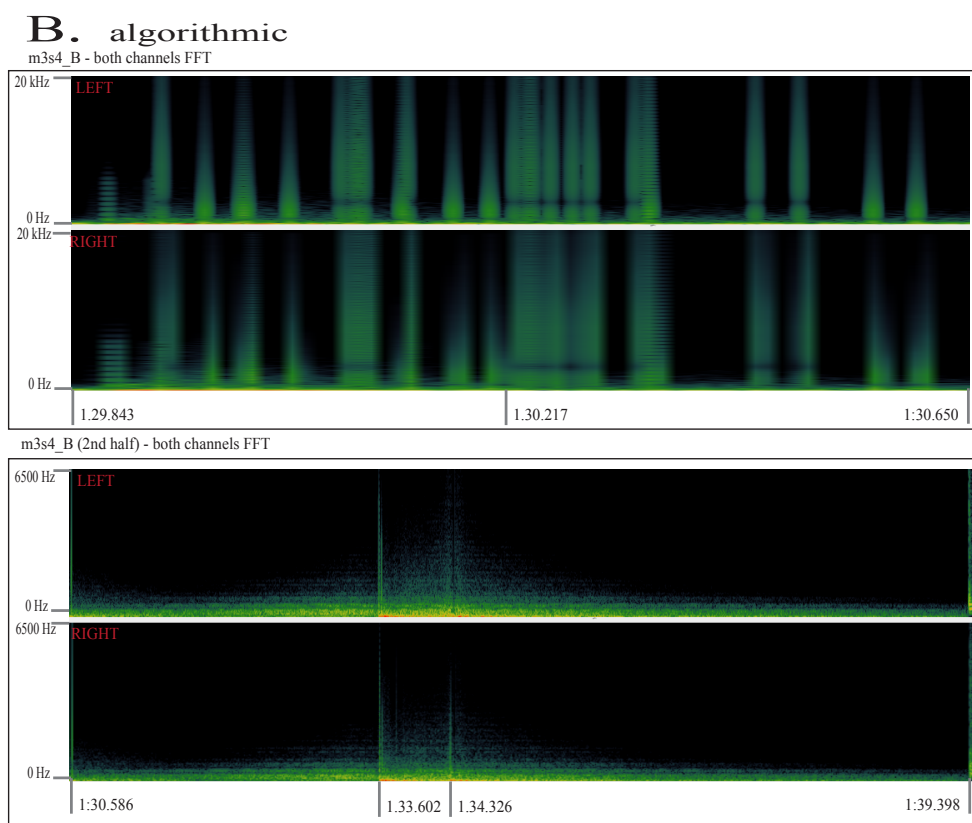 B. algorithmic
m3s4_B - both channels FFT
20 kHz
LEFT
0 Hz
20 kHz
RIGHT
0 Hz
1.29.843 1.30.217 1:30.650
m3s4_B (2nd half) - both channels FFT
6500 Hz
LEFT
0 Hz
6500 Hz
RIGHT
0 Hz
1:30.586 1.33.602 1.34.326 1:39.398